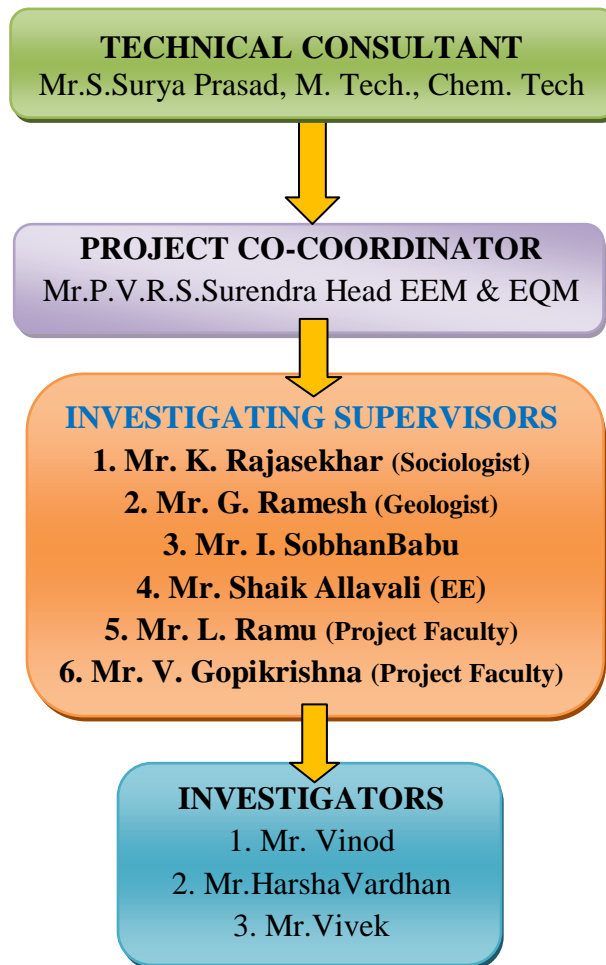 TECHNICAL CONSULTANT
Mr.S.Surya Prasad, M. Tech., Chem. Tech
PROJECT CO-COORDINATOR
Mr.P.V.R.S.Surendra Head EEM & EQM
INVESTIGATING SUPERVISORS
1. Mr. K. Rajasekhar (Sociologist)
2. Mr. G. Ramesh (Geologist)
3. Mr. I. SobhanBabu
4. Mr. Shaik Allavali (EE)
5. Mr. L. Ramu (Project Faculty)
6. Mr. V. Gopikrishna (Project Faculty)
INVESTIGATORS
1. Mr. Vinod
2. Mr.HarshaVardhan
3. Mr.Vivek